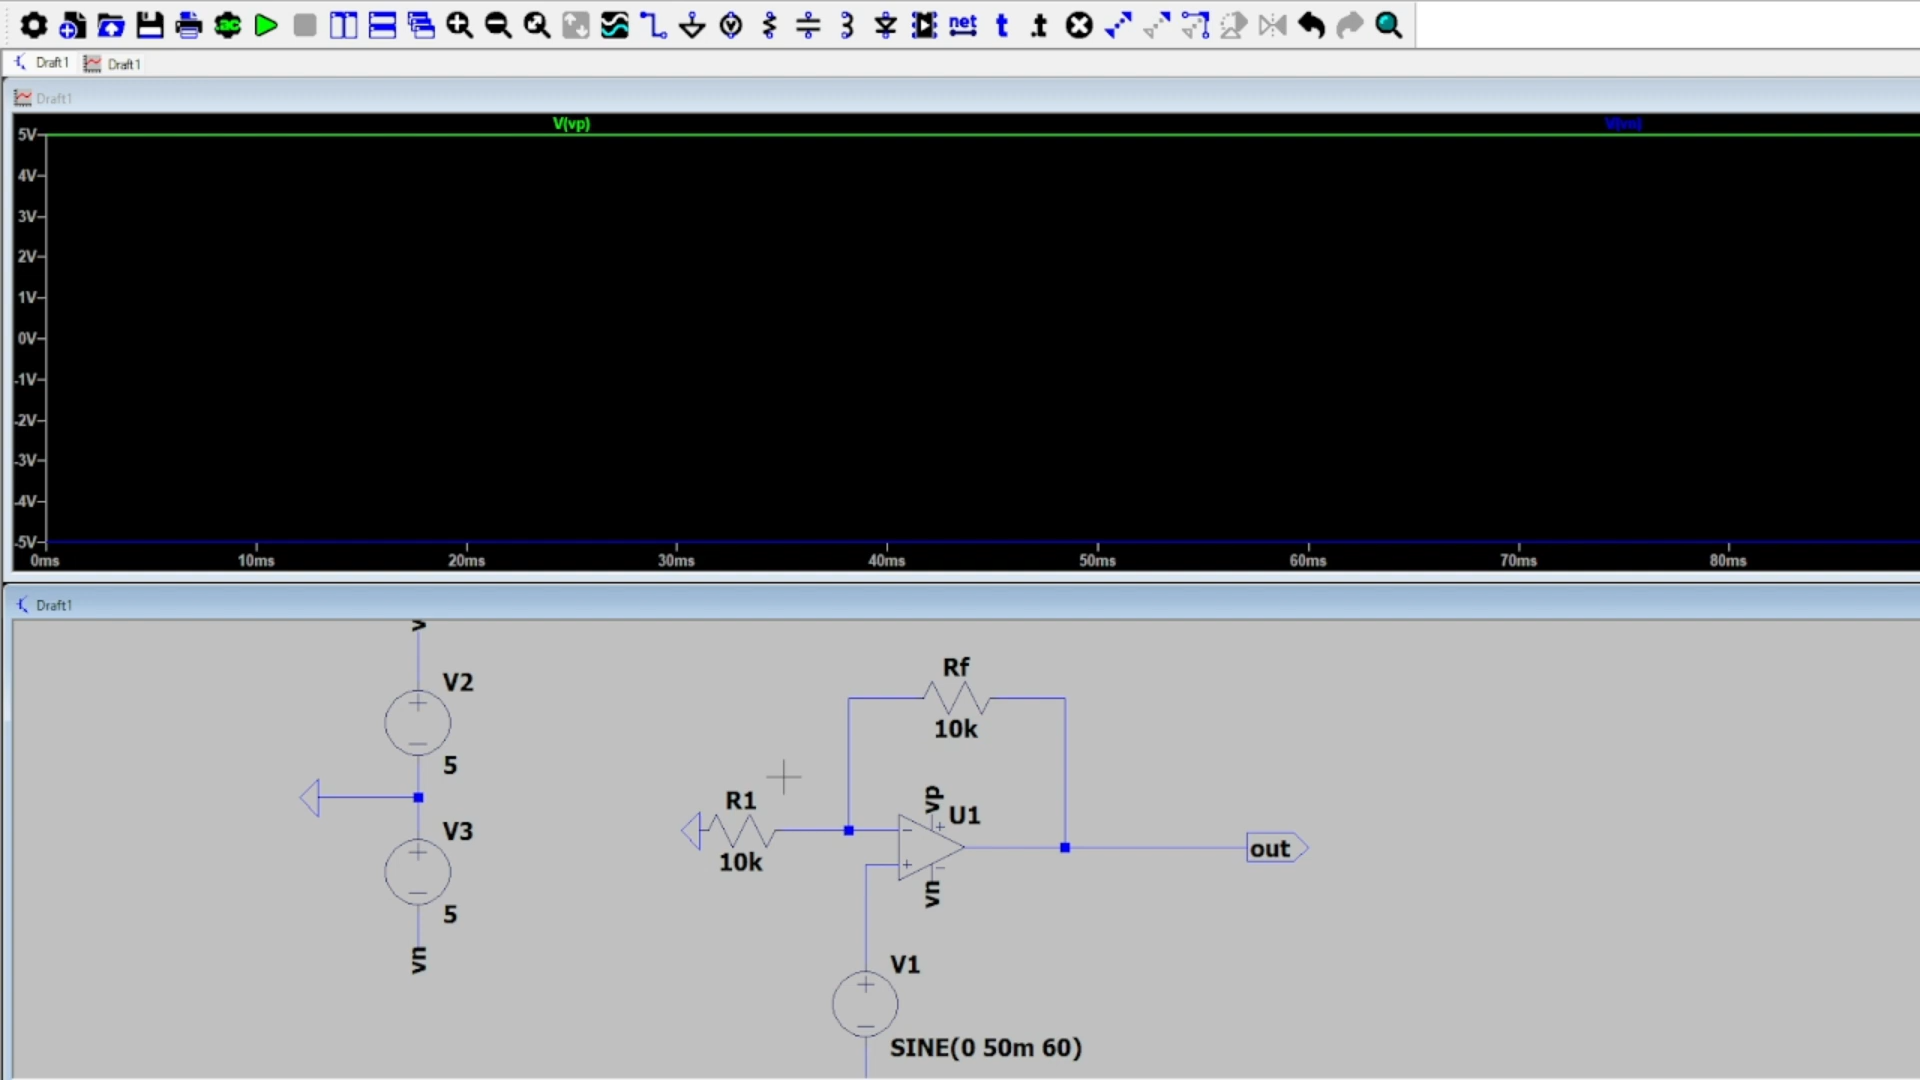 ac
net
t
.t
Draft1 Draft1
Draft1
V(vp) V(vn)
5V
4V
3V
2V
1V
0V
-1V
-2V
-3V
-4V
-5V
0ms 10ms 20ms 30ms 40ms 50ms 60ms 70ms 80ms
Draft1
V2
5
V3
5
vn
Rf
10k
R1
10k
vp
U1
vn
out
V1
SINE(0 50m 60)